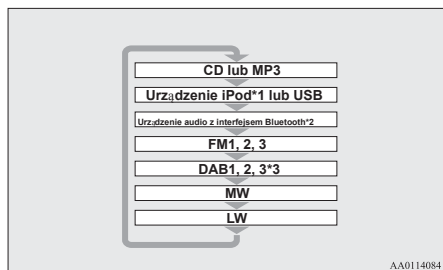 CD lub MP3
Urządzenie iPod*1 lub USB
Urządzenie audio z interfejsem Bluetooth*2
FM1, 2, 3
DAB1, 2, 3*3
MW
LW
AA0114084